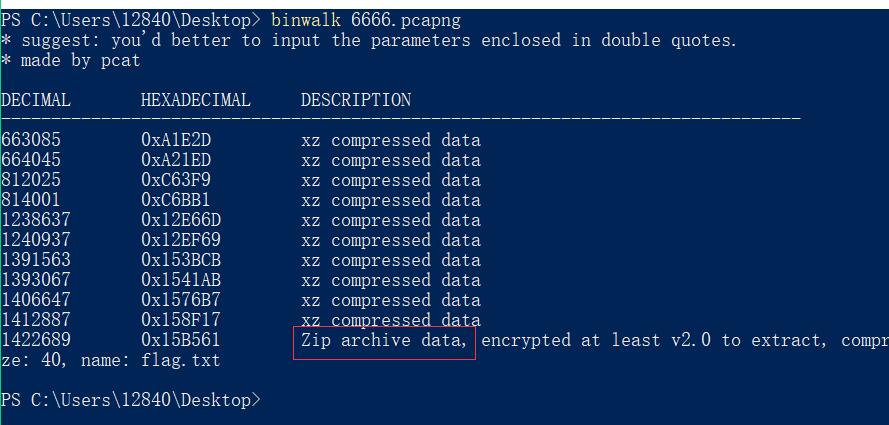 PS C:\Users\12840\Desktop> binwalk 6666.pcapng
* suggest: you'd better to input the parameters enclosed in double quotes.
* made by pcat
DECIMAL HEXADECIMAL DESCRIPTION
--------------------------------------------------------------------------------
663085 0xA1E2D xz compressed data
664045 0xA21ED xz compressed data
812025 0xC63F9 xz compressed data
814001 0xC6BB1 xz compressed data
1238637 0x12E66D xz compressed data
1240937 0x12EF69 xz compressed data
1391563 0x153BCB xz compressed data
1393067 0x1541AB xz compressed data
1406647 0x1576B7 xz compressed data
1412887 0x158F17 xz compressed data
1422689 0x15B561 Zip archive data, encrypted at least v2.0 to extract, compr
ze: 40, name: flag.txt
PS C:\Users\12840\Desktop>